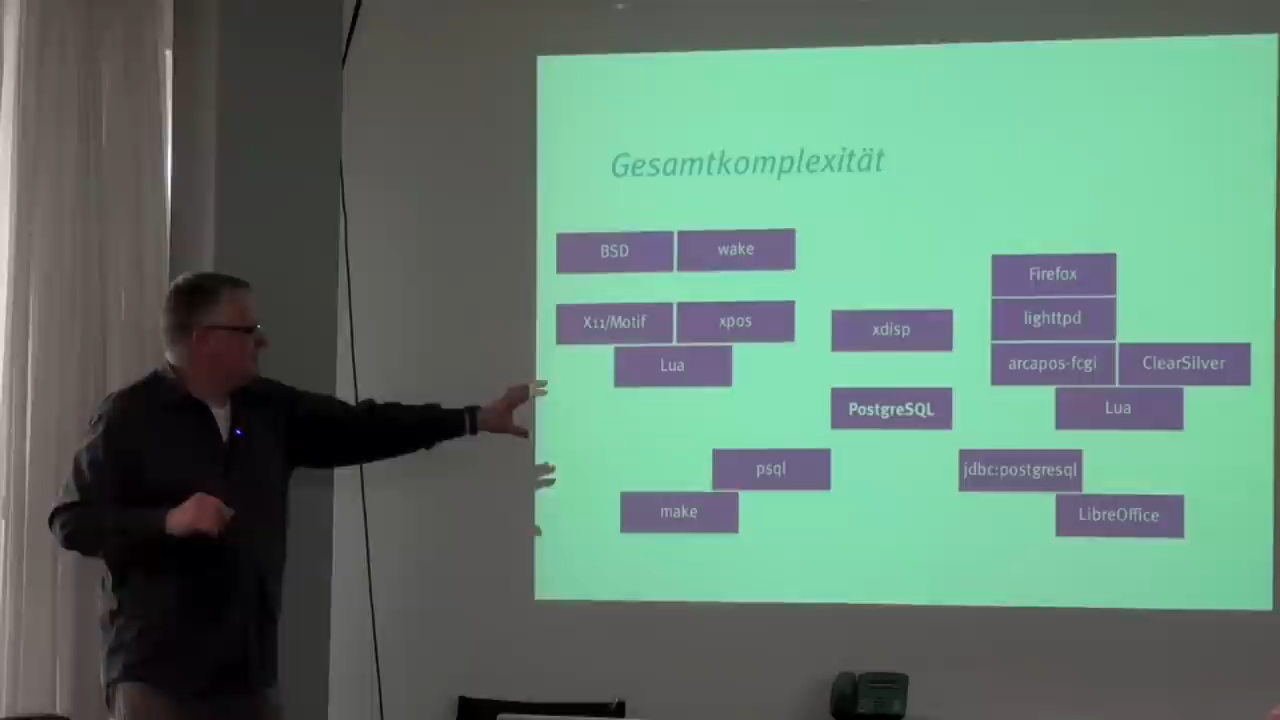 Gesamtkomplexität
BSD
wake
X11/Motif
xpos
Lua
xdisp
Firefox
lighttpd
arcapos-fcgi
ClearSilver
Lua
PostgreSQL
psql
make
jdbc:postgresql
LibreOffice